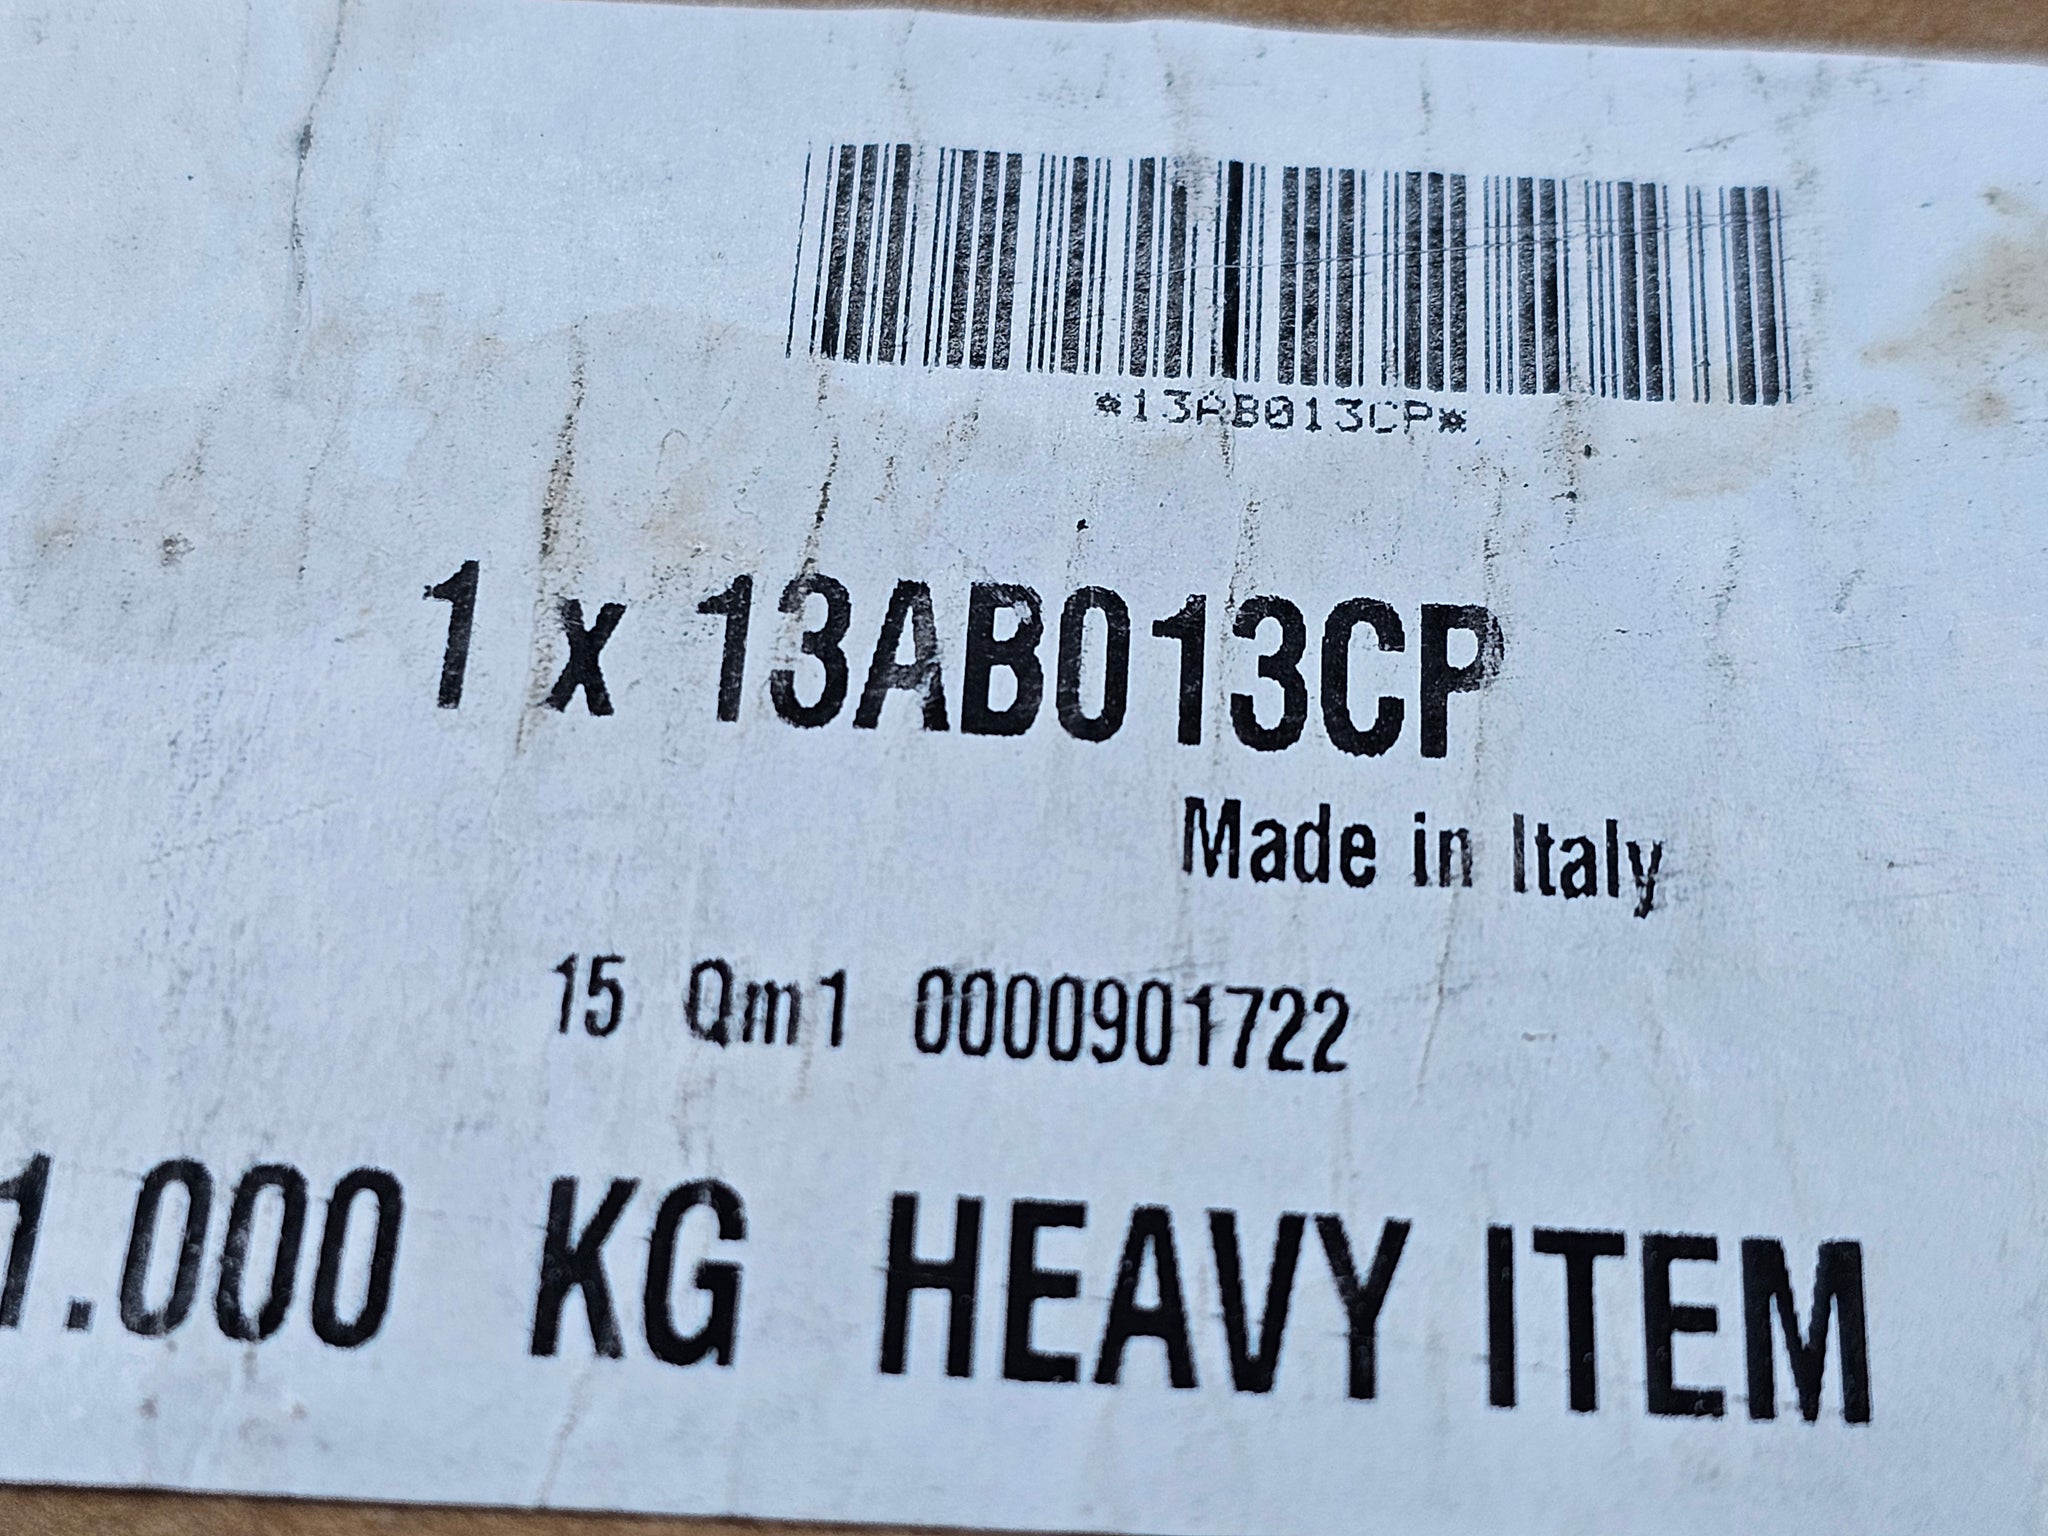 *13AB013CP*
1 x 13AB013CP
Made in Italy
15 Qm1 0000901722
1.000 KG HEAVY ITEM